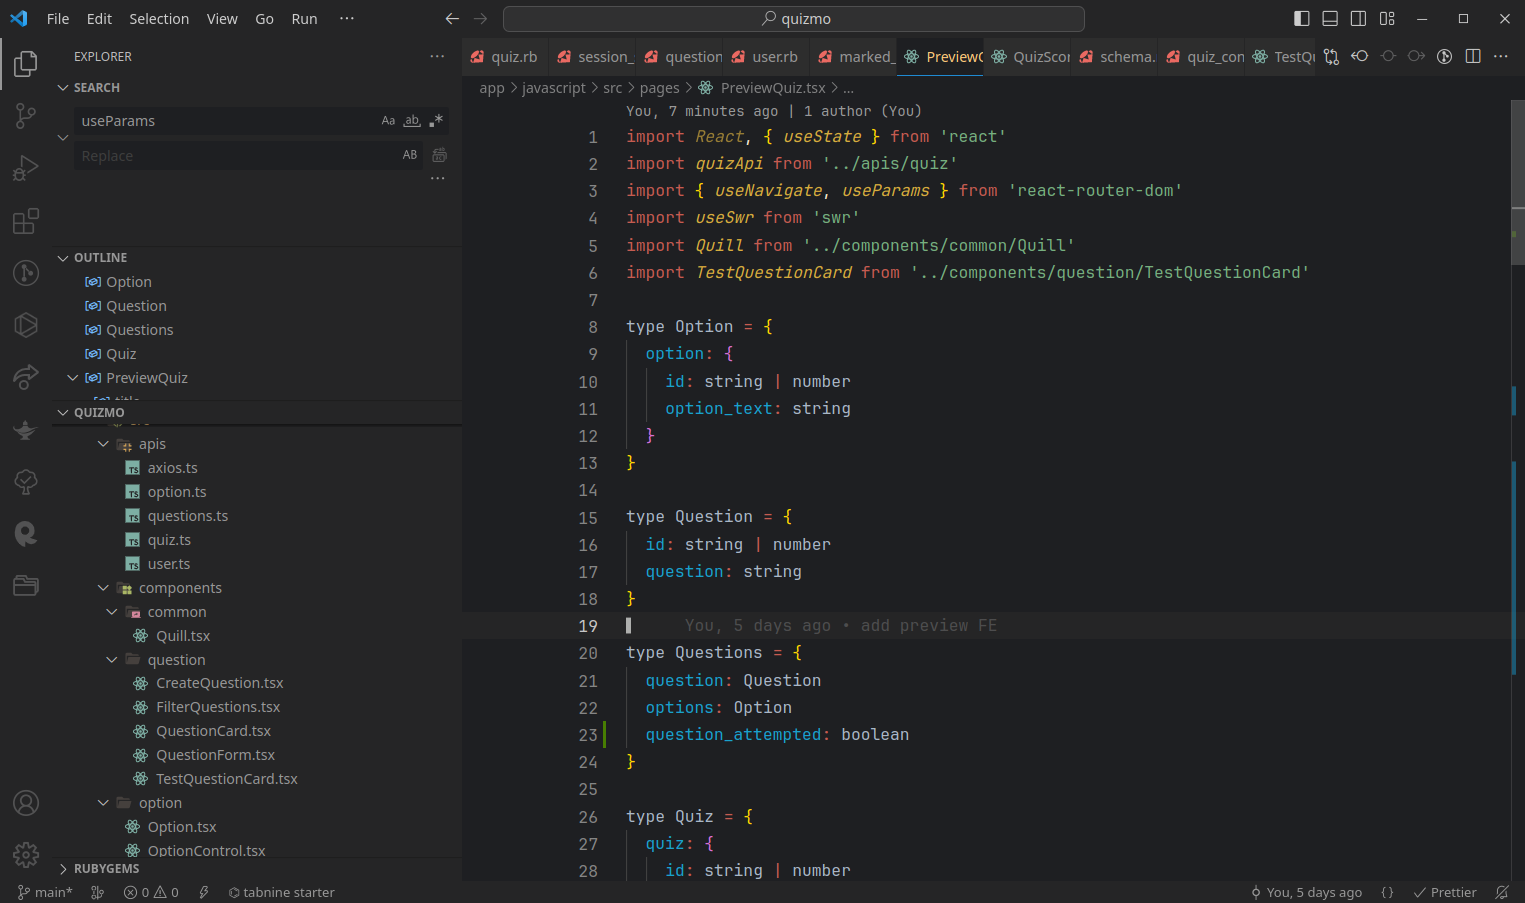 File Edit Selection View Go Run ··· quizmo
EXPLORER ···
SEARCH
useParams Aa ab .*
Replace AB
···
OUTLINE
Option
Question
Questions
Quiz
PreviewQuiz
title
QUIZMO
src
apis
axios.ts
option.ts
questions.ts
quiz.ts
user.ts
components
common
Quill.tsx
question
CreateQuestion.tsx
FilterQuestions.tsx
QuestionCard.tsx
QuestionForm.tsx
TestQuestionCard.tsx
option
Option.tsx
OptionControl.tsx
RUBYGEMS
quiz.rb session_ question user.rb marked_ PreviewQ QuizScor schema. quiz_con TestQu ···
app > javascript > src > pages > PreviewQuiz.tsx > ...
You, 7 minutes ago | 1 author (You)
1 import React, { useState } from 'react'
2 import quizApi from '../apis/quiz'
3 import { useNavigate, useParams } from 'react-router-dom'
4 import useSwr from 'swr'
5 import Quill from '../components/common/Quill'
6 import TestQuestionCard from '../components/question/TestQuestionCard'
7
8 type Option = {
9 option: {
10 id: string | number
11 option_text: string
12 }
13 }
14
15 type Question = {
16 id: string | number
17 question: string
18 }
19 You, 5 days ago • add preview FE
20 type Questions = {
21 question: Question
22 options: Option
23 question_attempted: boolean
24 }
25
26 type Quiz = {
27 quiz: {
28 id: string | number
main* 0 0 tabnine starter You, 5 days ago {} Prettier